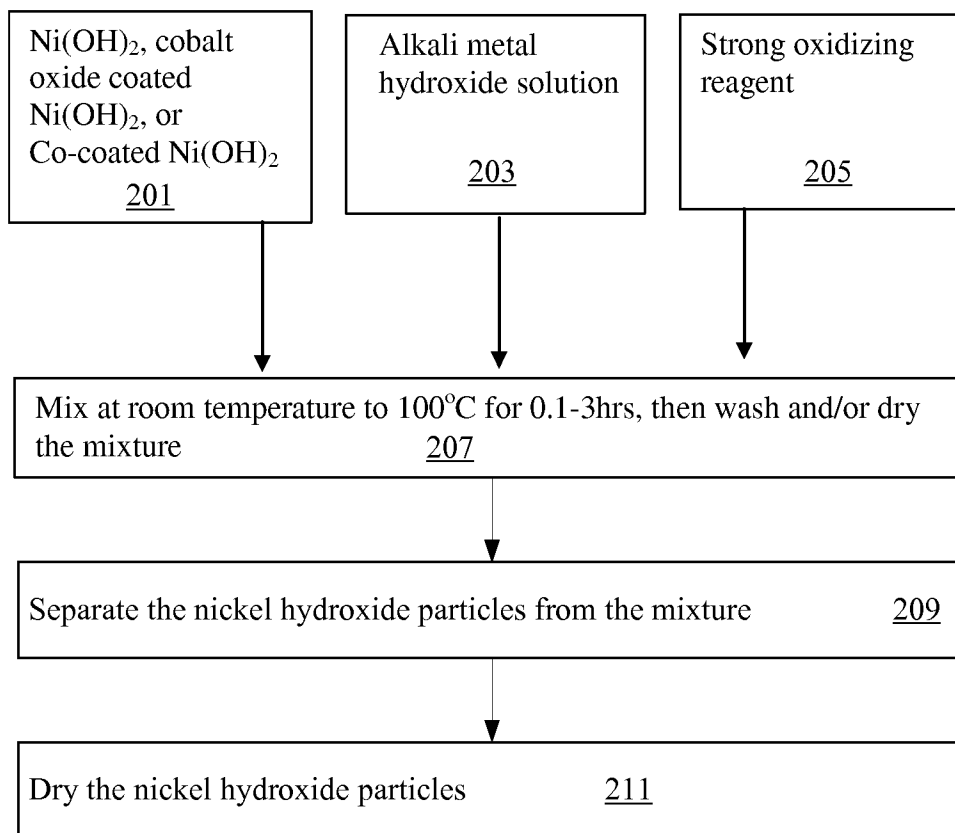 Ni(OH)₂, cobalt
oxide coated
Ni(OH)₂, or
Co-coated Ni(OH)₂
201
Alkali metal
hydroxide solution
203
Strong oxidizing
reagent
205
Mix at room temperature to 100°C for 0.1-3hrs, then wash and/or dry
the mixture 207
Separate the nickel hydroxide particles from the mixture 209
Dry the nickel hydroxide particles 211